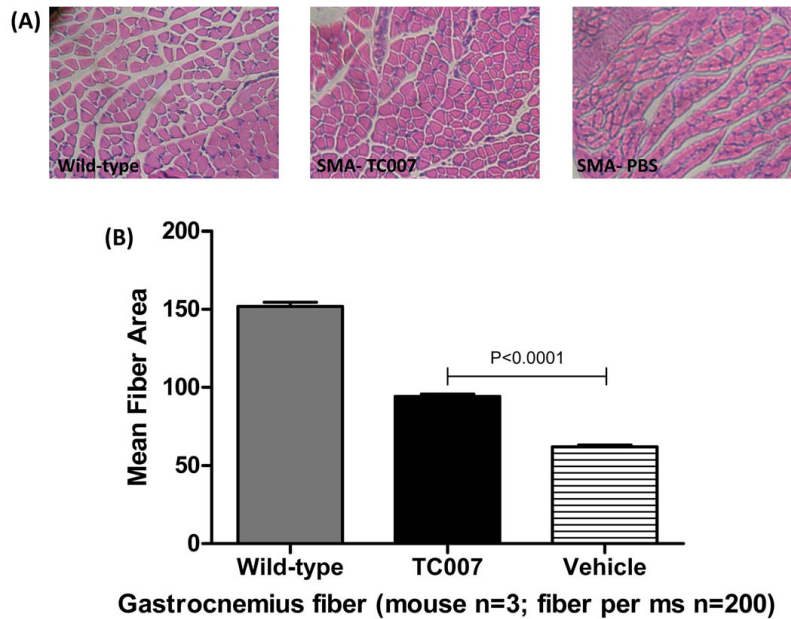 (A)
Wild-type
SMA- TC007
SMA- PBS
(B)
200
150
100
50
0
Mean Fiber Area
P<0.0001
Wild-type
TC007
Vehicle
Gastrocnemius fiber (mouse n=3; fiber per ms n=200)